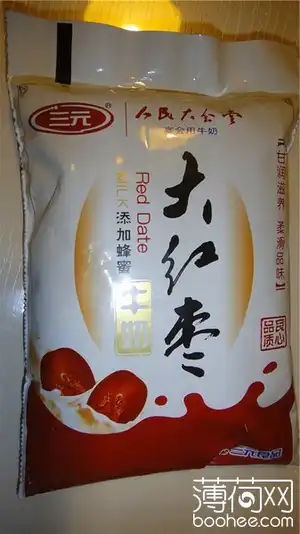 三元
人民大会堂
宴会用牛奶
【甘润滋养 柔滑品味】
大红枣
Red Date
添加蜂蜜
牛奶
良心
品质
三元食品
薄荷网
boohee.com